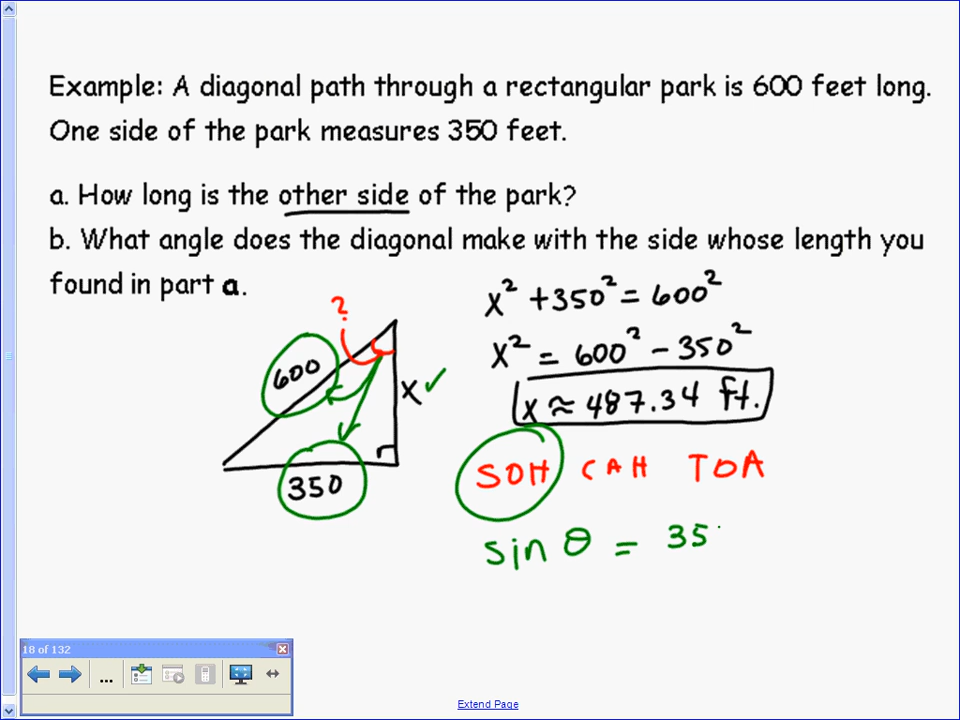 Example: A diagonal path through a rectangular park is 600 feet long.
One side of the park measures 350 feet.
a. How long is the other side of the park?
b. What angle does the diagonal make with the side whose length you
found in part a.
x² + 350² = 600²
?
x² = 600² - 350²
600
x ✓
x ≈ 487.34 ft.
350
SOH CAH TOA
sin θ = 35
18 of 132
...
Extend Page